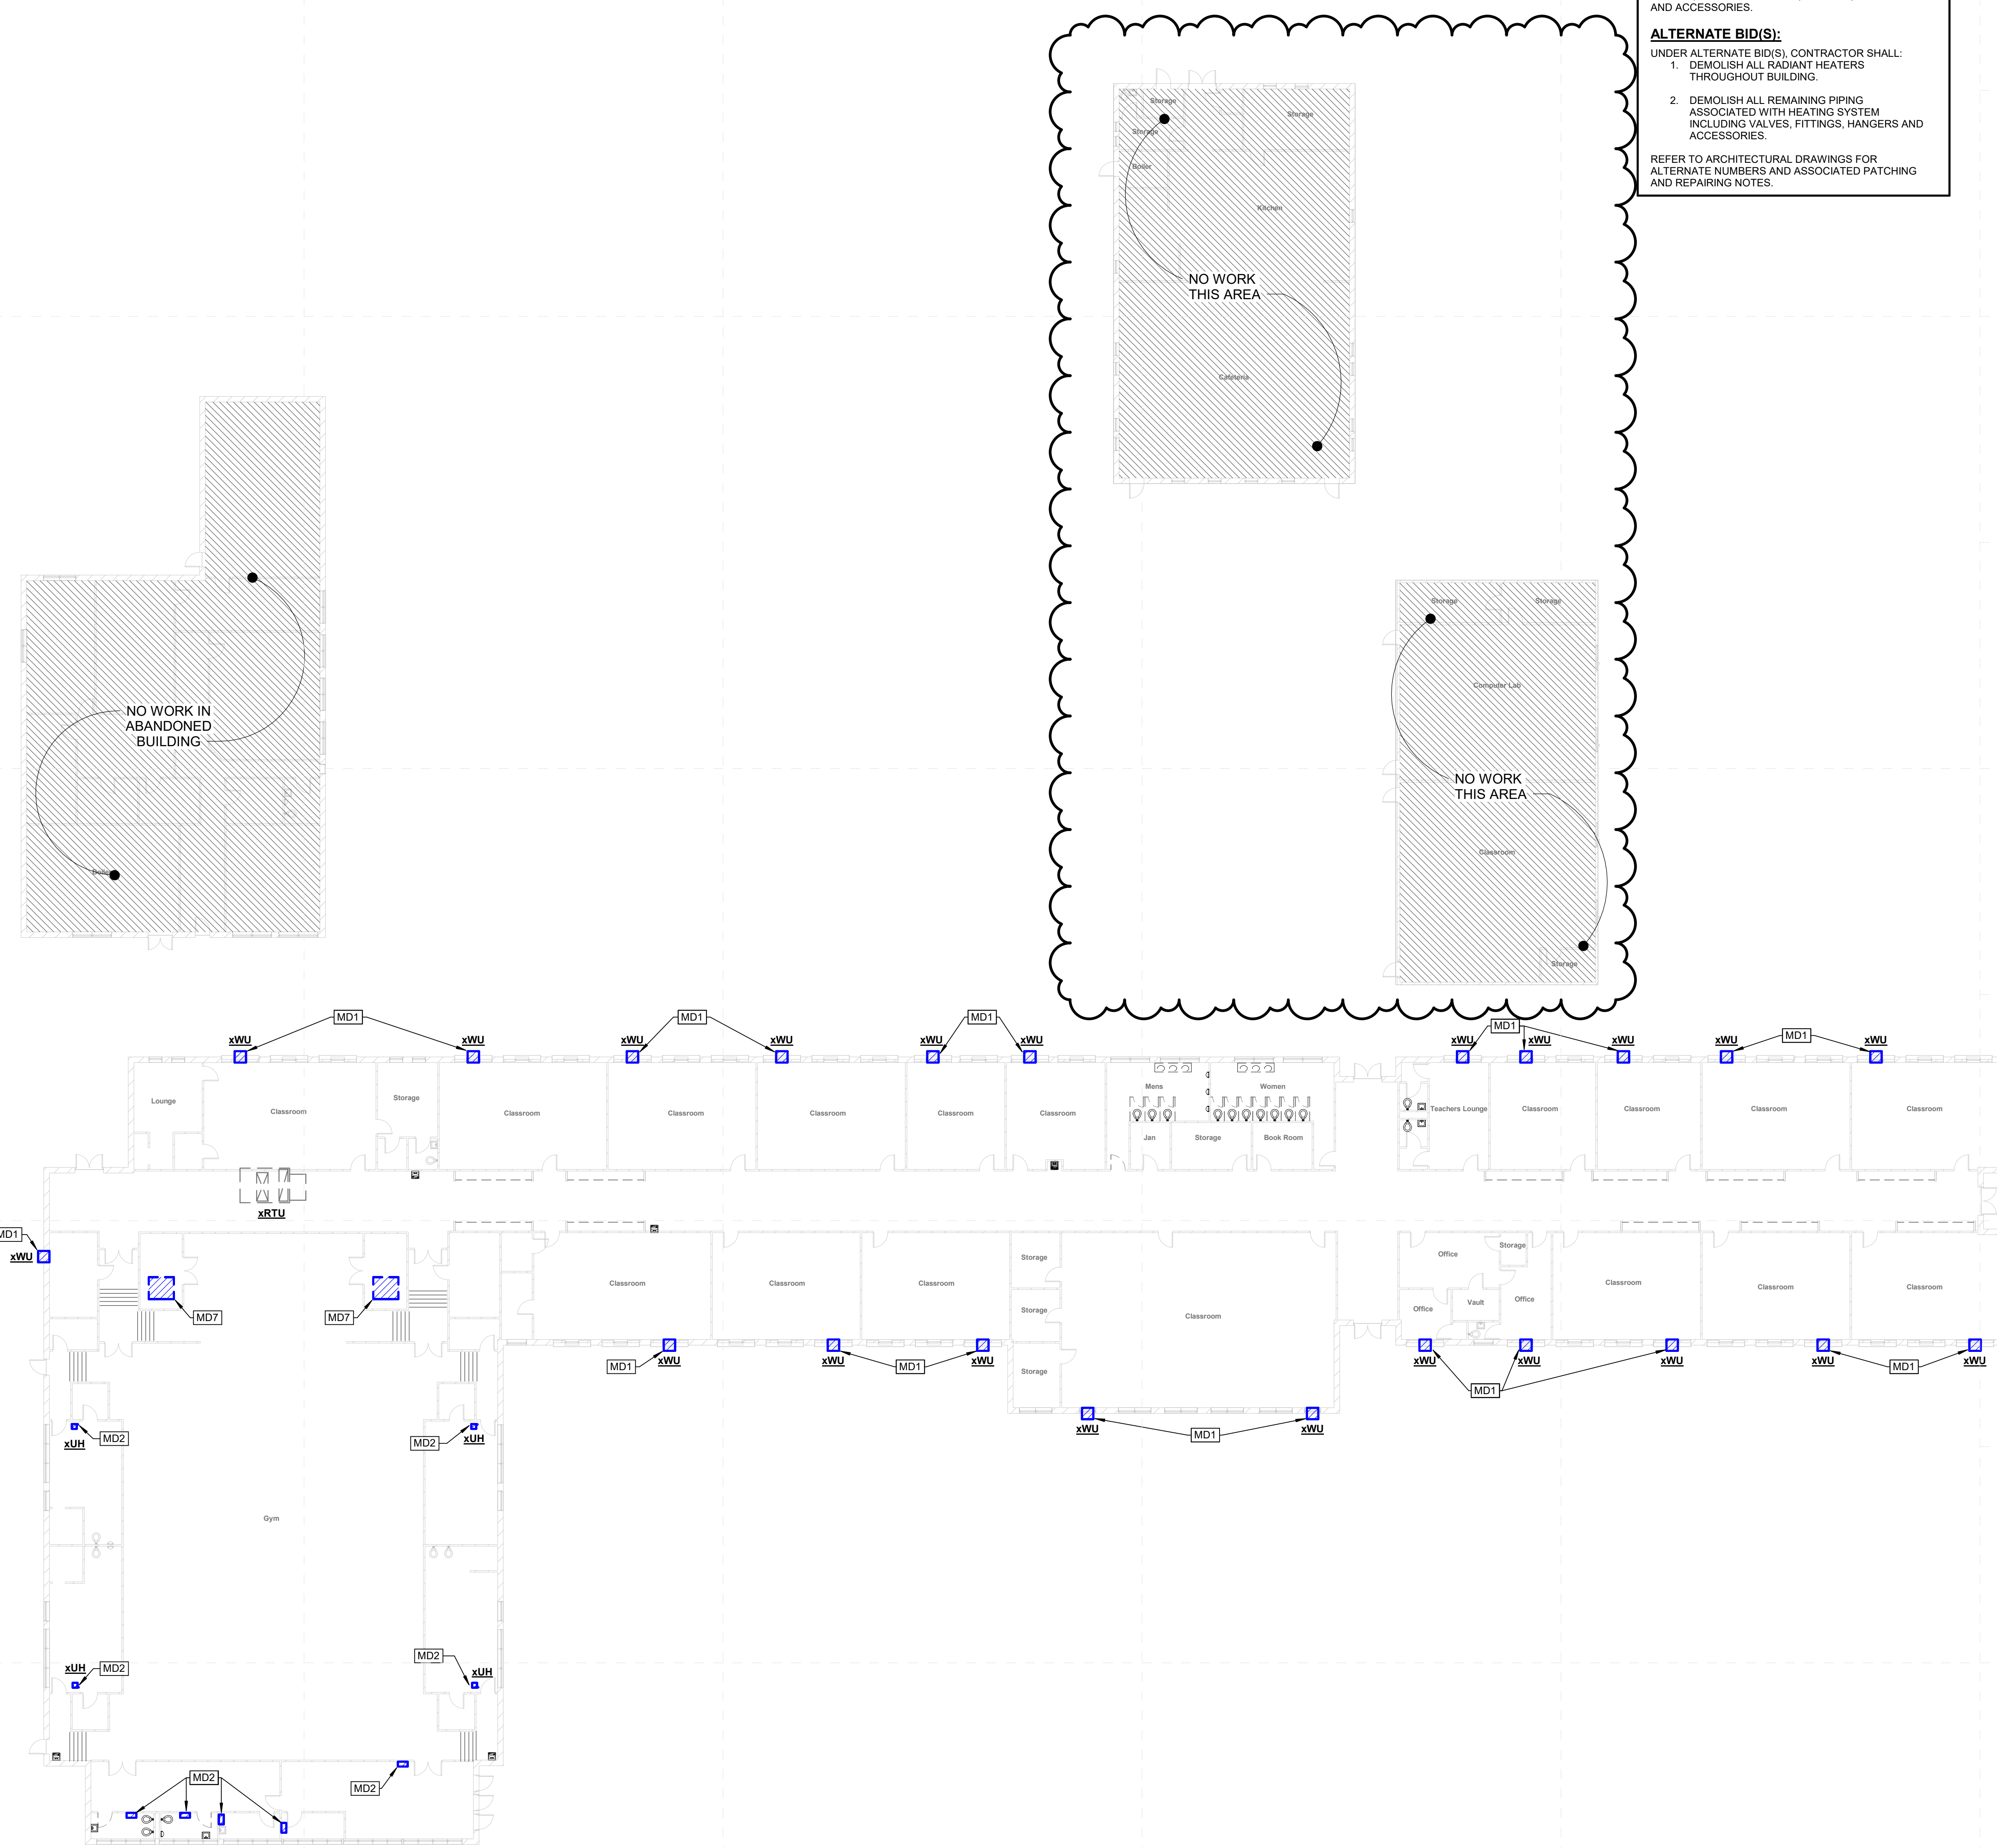 AND ACCESSORIES.
ALTERNATE BID(S):
UNDER ALTERNATE BID(S), CONTRACTOR SHALL:
1. DEMOLISH ALL RADIANT HEATERS
THROUGHOUT BUILDING.
2. DEMOLISH ALL REMAINING PIPING
ASSOCIATED WITH HEATING SYSTEM
INCLUDING VALVES, FITTINGS, HANGERS AND
ACCESSORIES.
REFER TO ARCHITECTURAL DRAWINGS FOR
ALTERNATE NUMBERS AND ASSOCIATED PATCHING
AND REPAIRING NOTES.
Storage
Storage
Storage
Boiler
Kitchen
NO WORK
THIS AREA
Cafeteria
Storage
Storage
Computer Lab
NO WORK
THIS AREA
Classroom
Storage
NO WORK IN
ABANDONED
BUILDING
Boiler
MD1
MD1
MD1
MD1
MD1
xWU
xWU
xWU
xWU
xWU
xWU
xWU
xWU
xWU
xWU
xWU
Lounge
Classroom
Storage
Classroom
Classroom
Classroom
Classroom
Classroom
Mens
Women
Jan
Storage
Book Room
Teachers Lounge
Classroom
Classroom
Classroom
Classroom
xRTU
MD1
xWU
MD7
MD7
Classroom
Classroom
Classroom
Storage
Storage
Storage
Classroom
Office
Storage
Office
Vault
Office
Classroom
Classroom
Classroom
MD1
xWU
xWU
MD1
xWU
xWU
xWU
xWU
xWU
MD1
xWU
MD1
xWU
MD1
xWU
xUH
MD2
MD2
xUH
Gym
xUH
MD2
MD2
xUH
MD2
MD2